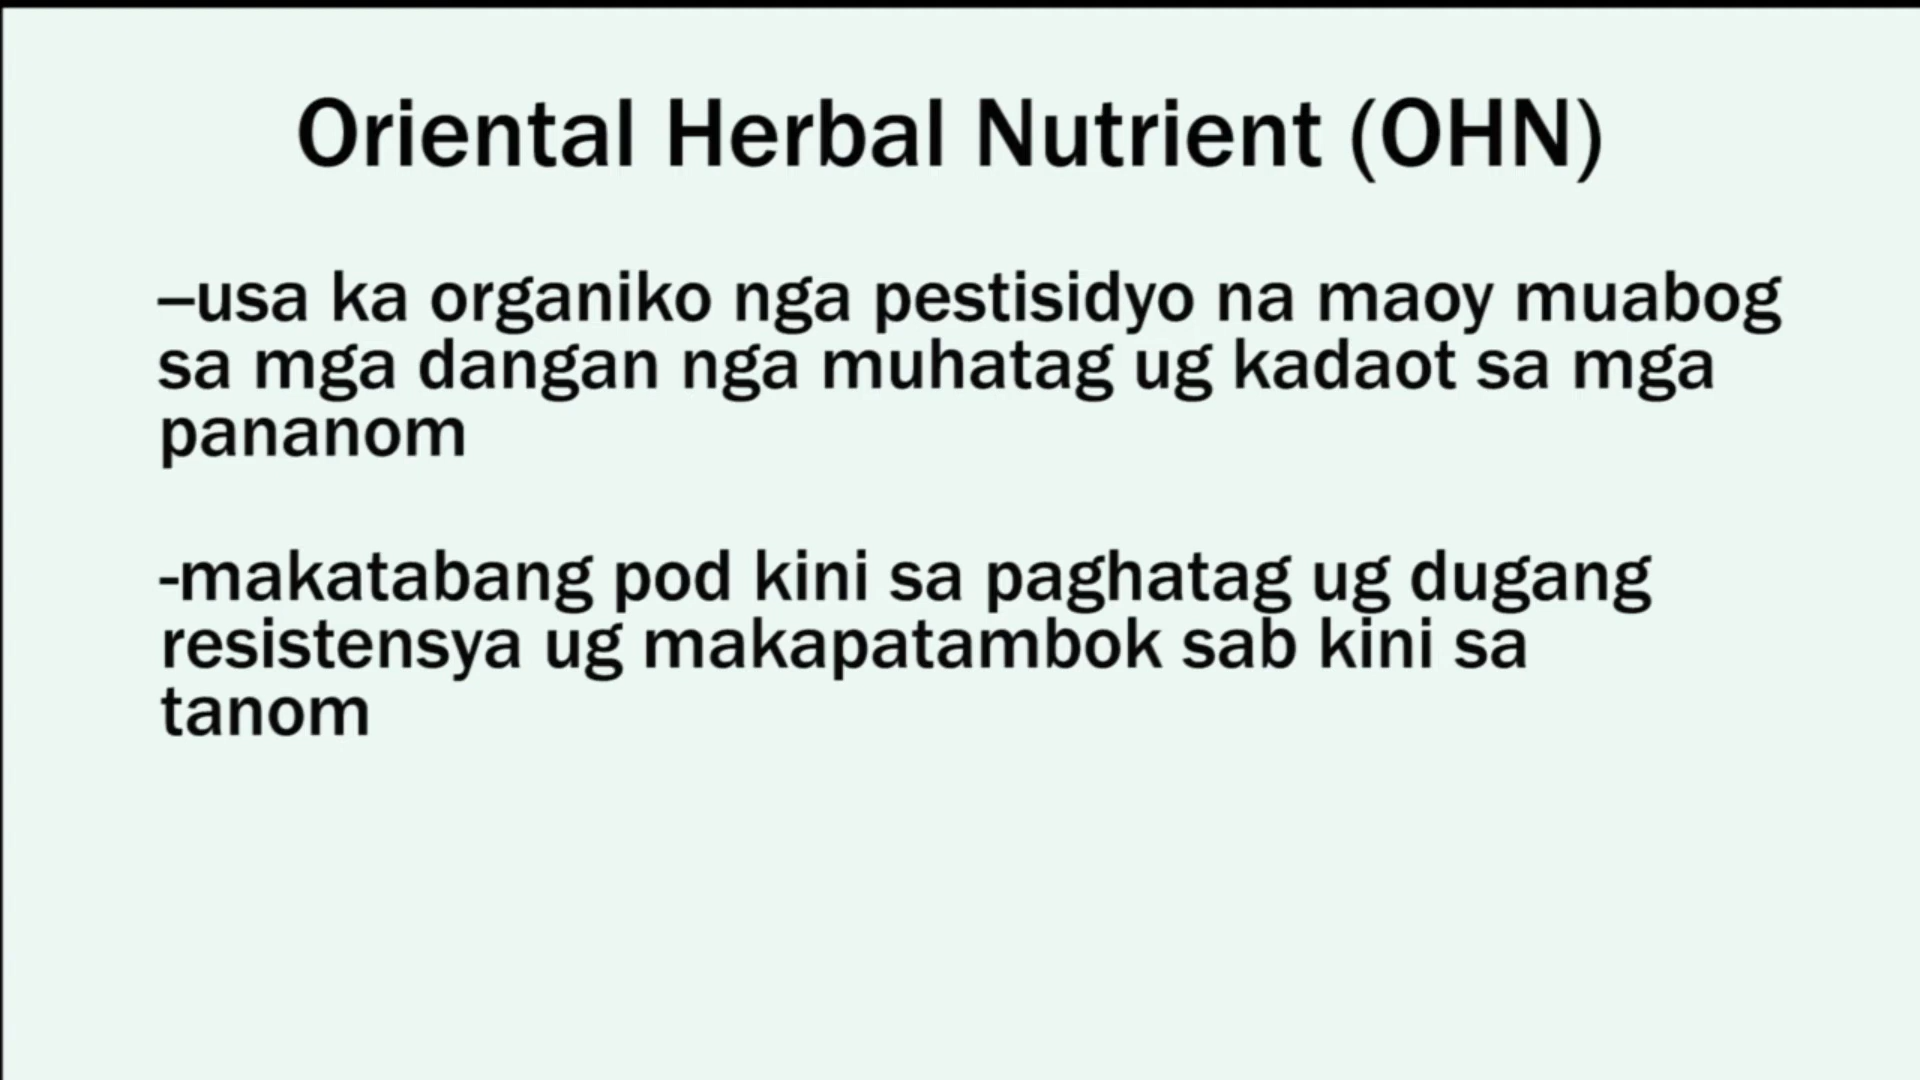 Oriental Herbal Nutrient (OHN)
–usa ka organiko nga pestisidyo na maoy muabog
sa mga dangan nga muhatag ug kadaot sa mga
pananom
-makatabang pod kini sa paghatag ug dugang
resistensya ug makapatambok sab kini sa
tanom